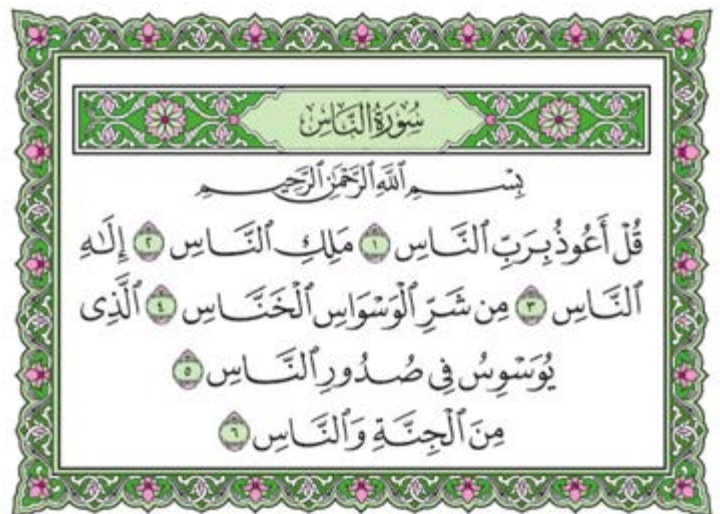 سُورَةُ النَّاسِ
بِسْمِ ٱللَّهِ ٱلرَّحْمَٰنِ ٱلرَّحِيمِ
قُلْ أَعُوذُ بِرَبِّ ٱلنَّاسِ ١ مَلِكِ ٱلنَّاسِ ٢ إِلَٰهِ
ٱلنَّاسِ ٣ مِن شَرِّ ٱلْوَسْوَاسِ ٱلْخَنَّاسِ ٤ ٱلَّذِى
يُوَسْوِسُ فِى صُدُورِ ٱلنَّاسِ ٥
مِنَ ٱلْجِنَّةِ وَٱلنَّاسِ ٦